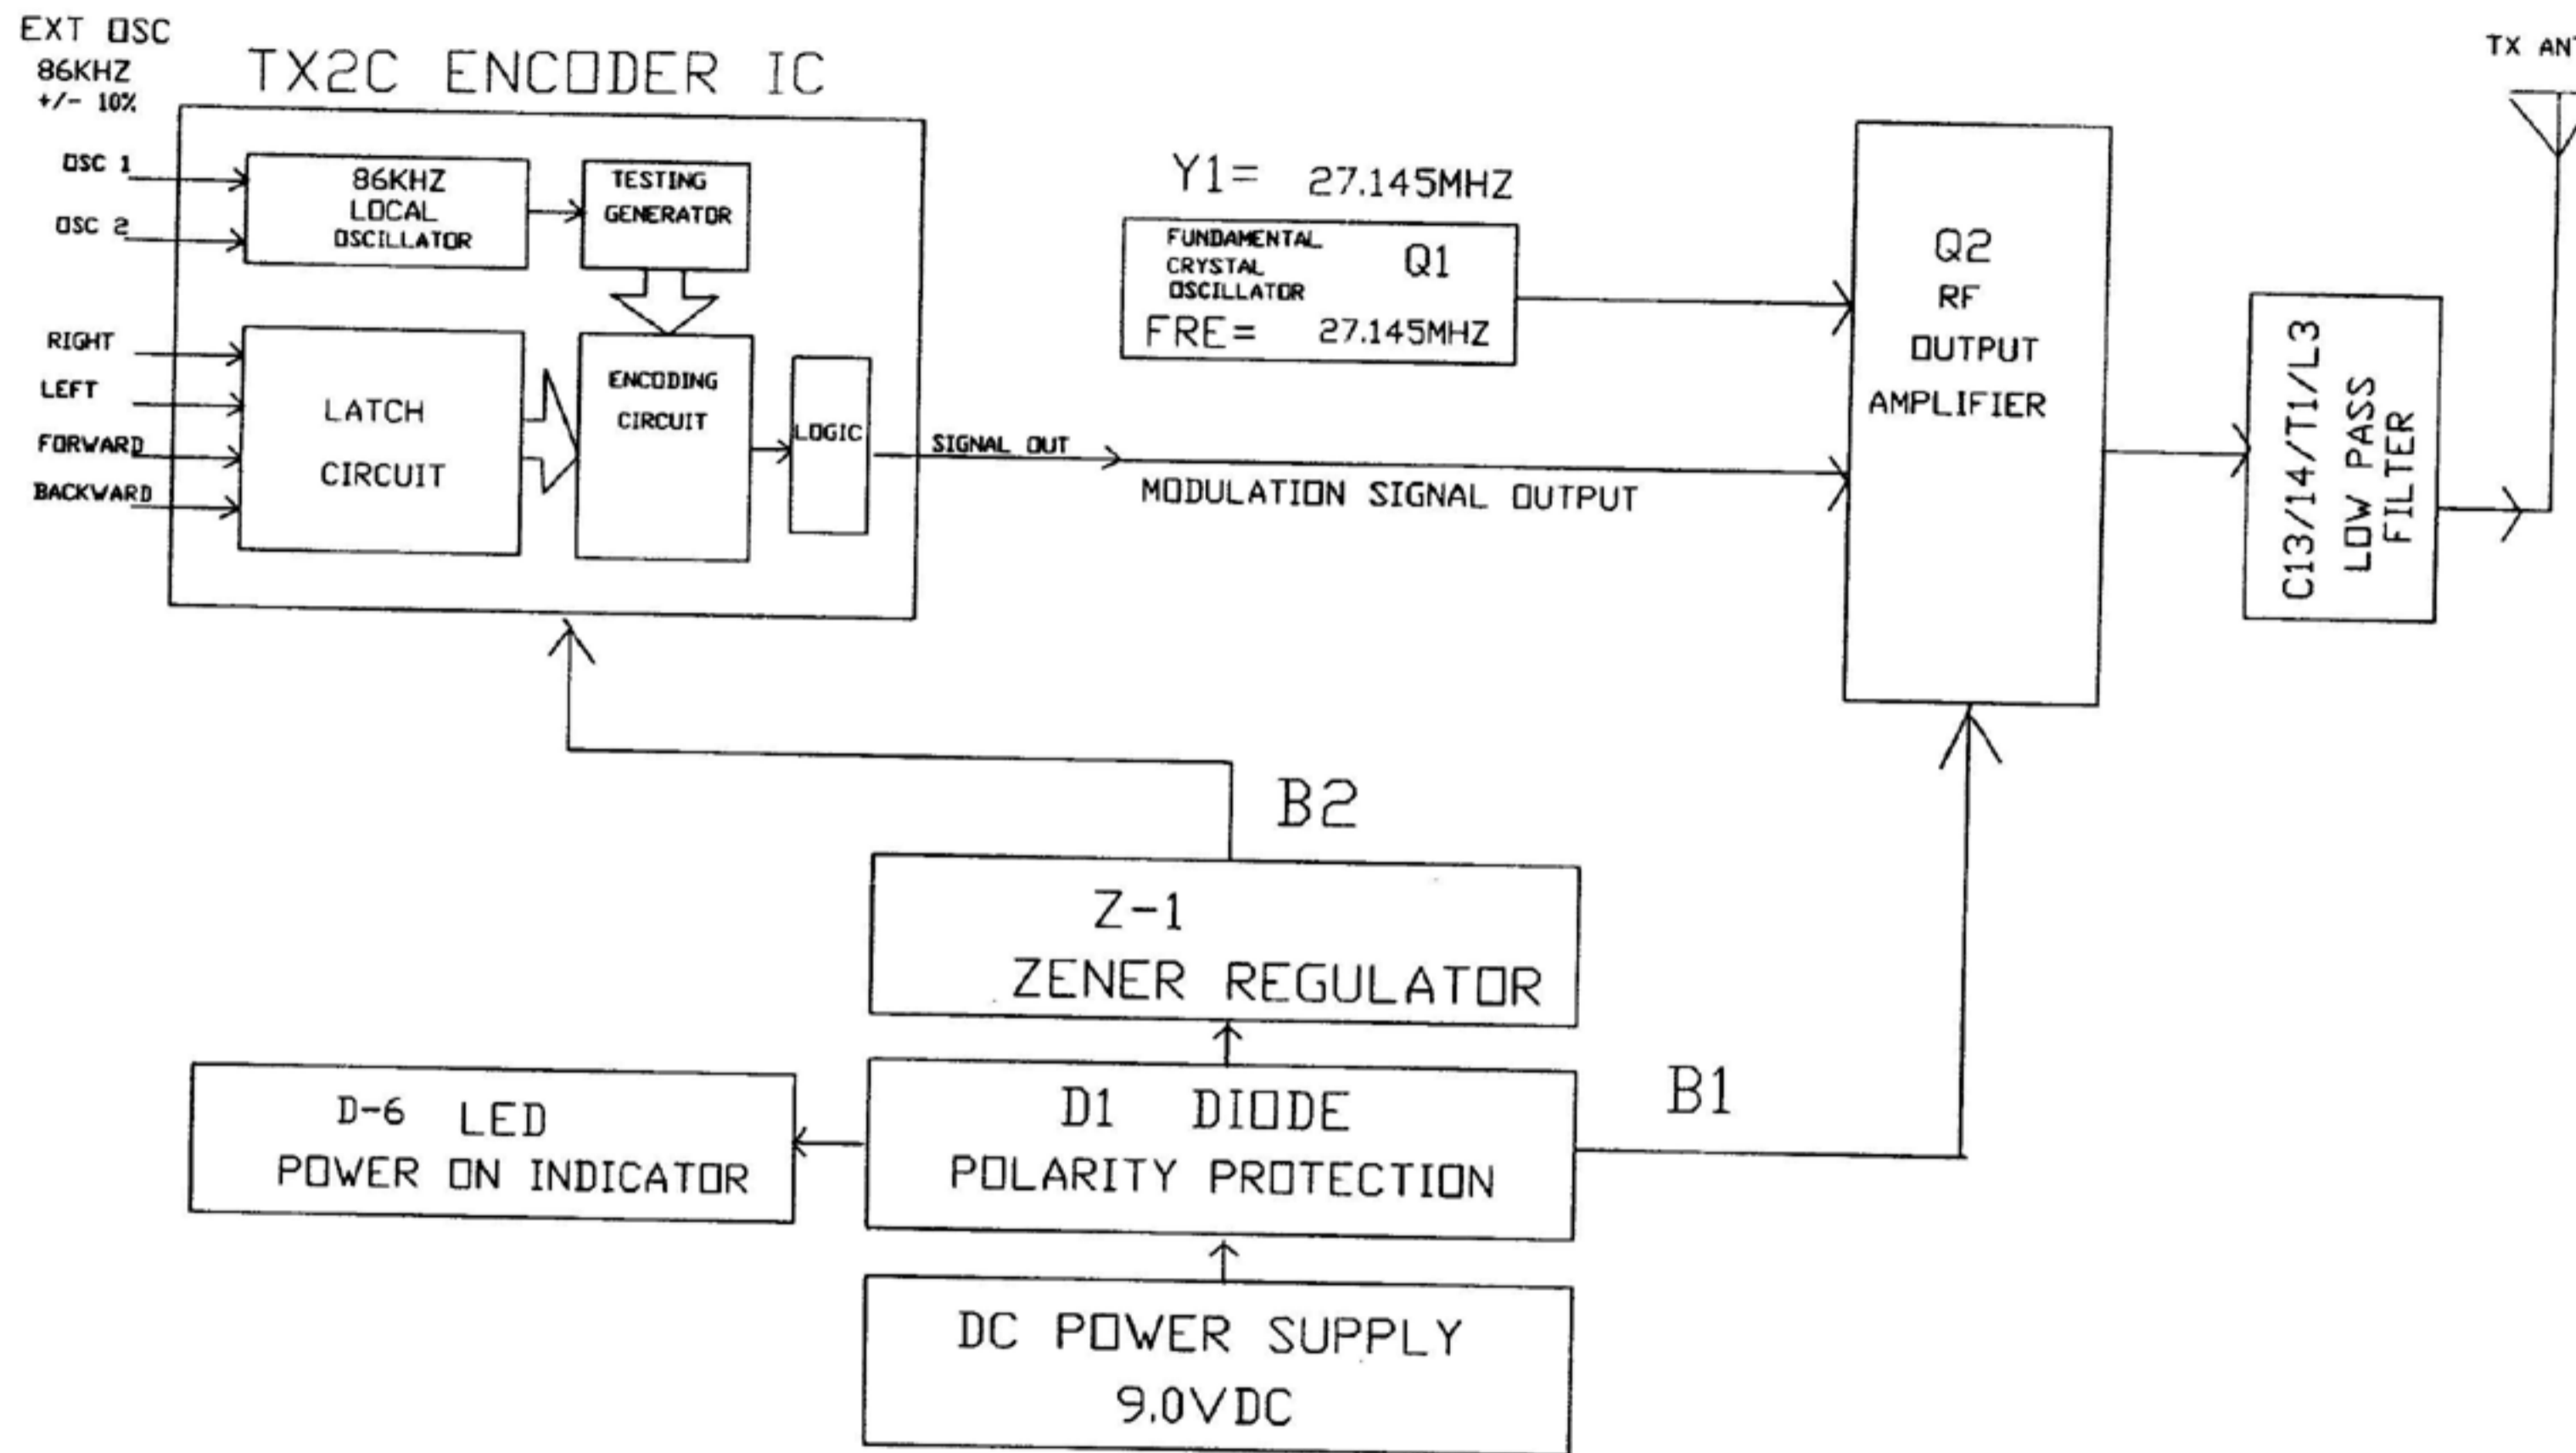 EXT OSC
86KHZ
+/- 10%
TX2C ENCODER IC
OSC 1
OSC 2
86KHZ
LOCAL
OSCILLATOR
TESTING
GENERATOR
RIGHT
LEFT
FORWARD
BACKWARD
LATCH
CIRCUIT
ENCODING
CIRCUIT
LOGIC
SIGNAL OUT
MODULATION SIGNAL OUTPUT
Y1= 27.145MHZ
FUNDAMENTAL
CRYSTAL
OSCILLATOR
Q1
FRE= 27.145MHZ
Q2
RF
OUTPUT
AMPLIFIER
C13/14/T1/L3
LOW PASS
FILTER
TX ANT
B2
Z-1
ZENER REGULATOR
D-6 LED
POWER ON INDICATOR
D1 DIODE
POLARITY PROTECTION
B1
DC POWER SUPPLY
9.0VDC